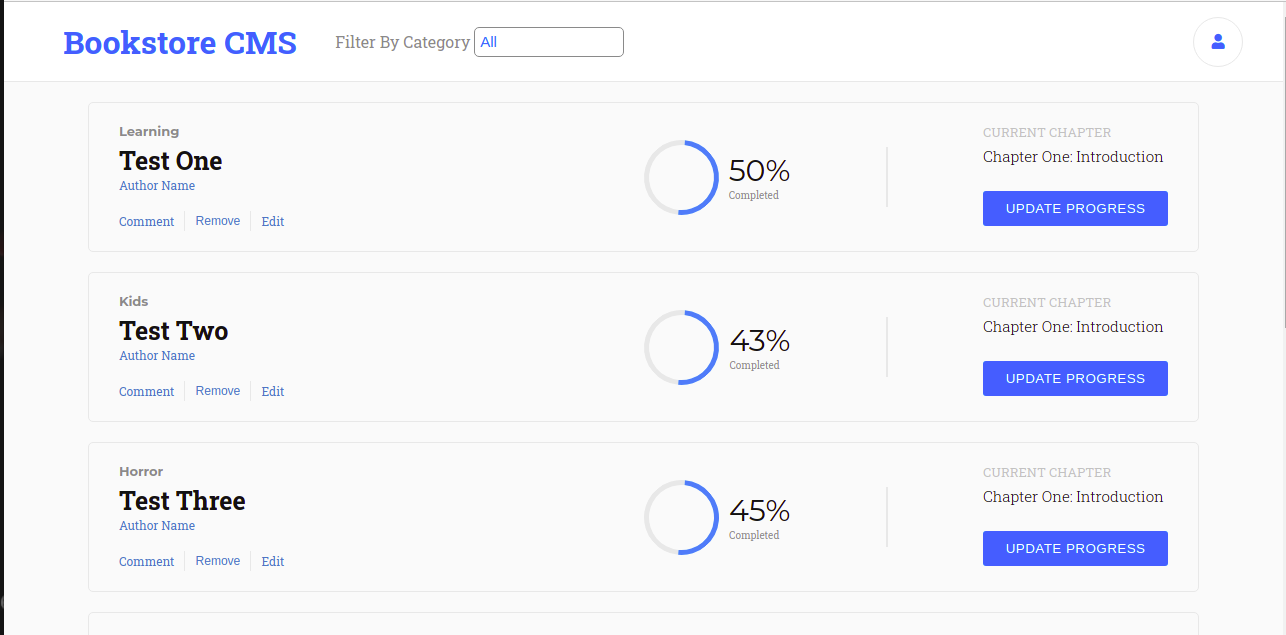 Bookstore CMS
Filter By Category All
Learning
Test One
Author Name
Comment Remove Edit
50%
Completed
CURRENT CHAPTER
Chapter One: Introduction
UPDATE PROGRESS
Kids
Test Two
Author Name
Comment Remove Edit
43%
Completed
CURRENT CHAPTER
Chapter One: Introduction
UPDATE PROGRESS
Horror
Test Three
Author Name
Comment Remove Edit
45%
Completed
CURRENT CHAPTER
Chapter One: Introduction
UPDATE PROGRESS